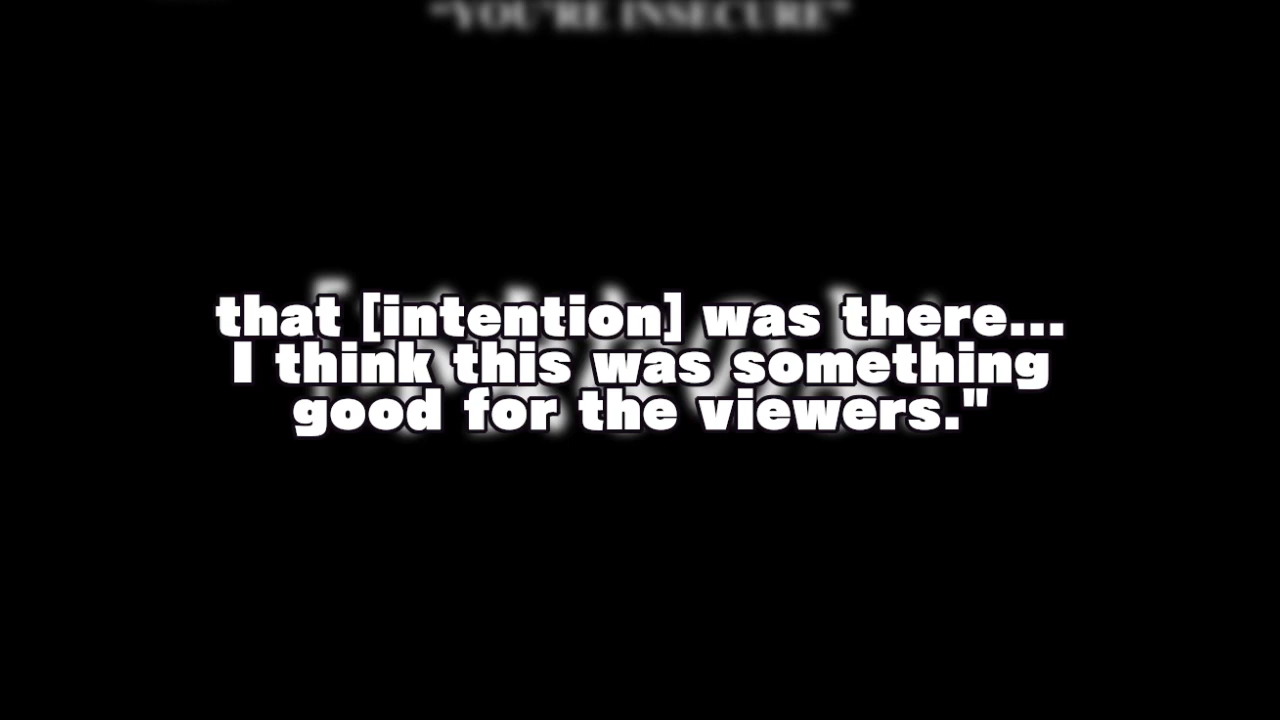 “YOU’RE INSECURE”
that [intention] was there...
I think this was something
good for the viewers."